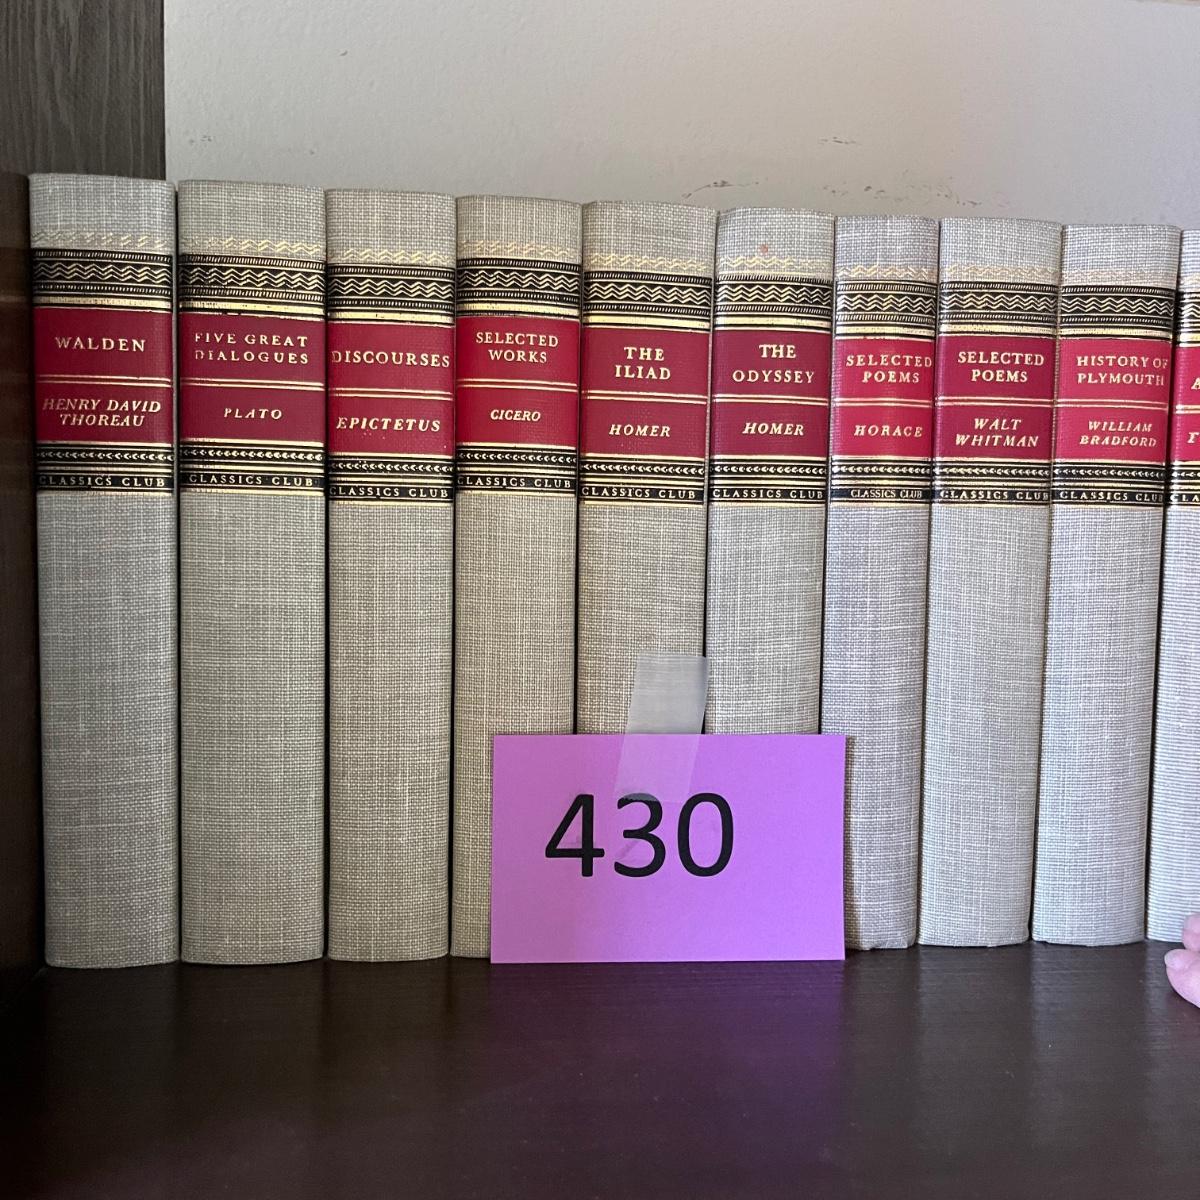 WALDEN
HENRY DAVID
THOREAU
CLASSICS CLUB
FIVE GREAT
DIALOGUES
PLATO
CLASSICS CLUB
DISCOURSES
EPICTETUS
CLASSICS CLUB
SELECTED
WORKS
CICERO
CLASSICS CLUB
THE
ILIAD
HOMER
CLASSICS CLUB
THE
ODYSSEY
HOMER
CLASSICS CLUB
SELECTED
POEMS
HORACE
CLASSICS CLUB
SELECTED
POEMS
WALT
WHITMAN
CLASSICS CLUB
HISTORY OF
PLYMOUTH
WILLIAM
BRADFORD
CLASSICS CLUB
430